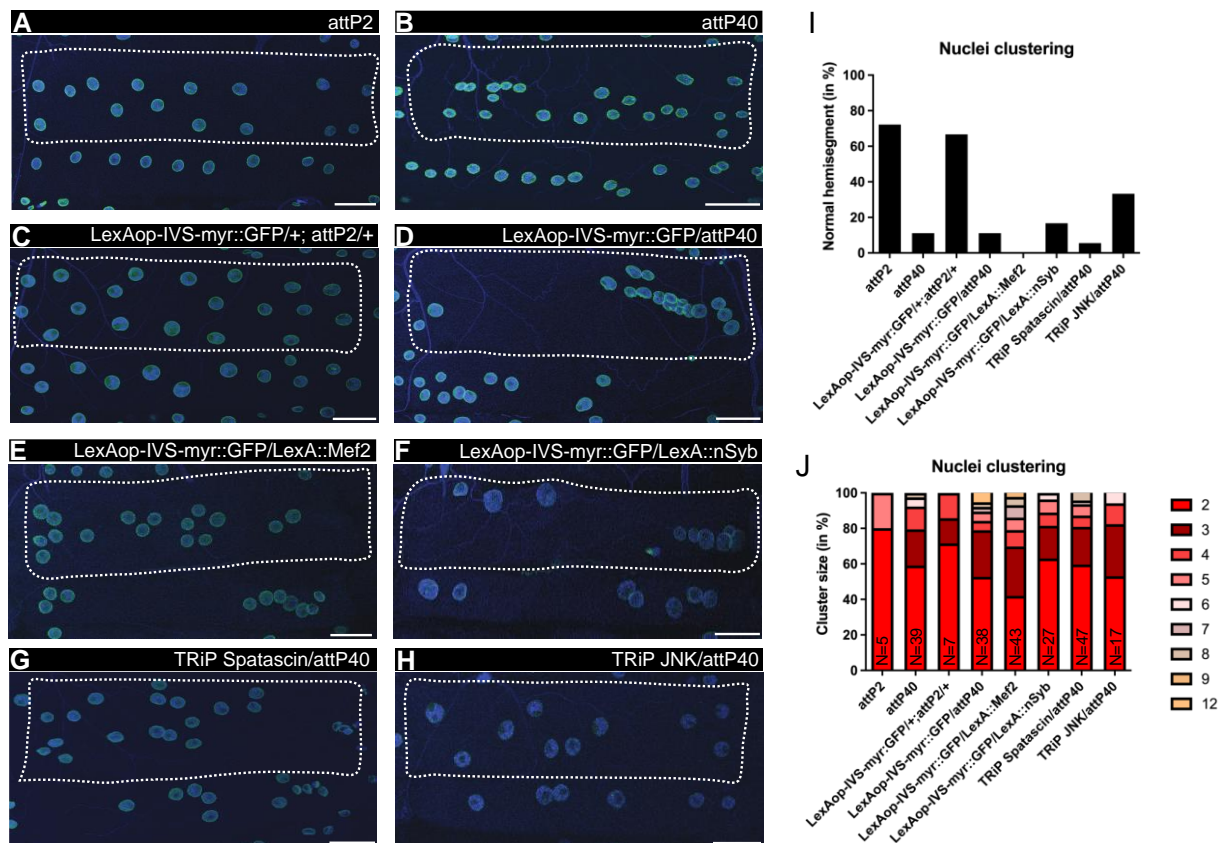 A attP2
B attP40
C LexAop-IVS-myr::GFP/+; attP2/+
D LexAop-IVS-myr::GFP/attP40
E LexAop-IVS-myr::GFP/LexA::Mef2
F LexAop-IVS-myr::GFP/LexA::nSyb
G TRiP Spatascin/attP40
H TRiP JNK/attP40
I
Nuclei clustering
Normal hemisegment (in %)
100
80
60
40
20
0
attP2
attP40
LexAop-IVS-myr::GFP/+;attP2/+
LexAop-IVS-myr::GFP/attP40
LexAop-IVS-myr::GFP/LexA::Mef2
LexAop-IVS-myr::GFP/LexA::nSyb
TRiP Spatascin/attP40
TRiP JNK/attP40
J
Nuclei clustering
Cluster size (in %)
100
80
60
40
20
0
N=5
N=39
N=7
N=38
N=43
N=27
N=47
N=17
attP2
attP40
LexAop-IVS-myr::GFP/+;attP2/+
LexAop-IVS-myr::GFP/attP40
LexAop-IVS-myr::GFP/LexA::Mef2
LexAop-IVS-myr::GFP/LexA::nSyb
TRiP Spatascin/attP40
TRiP JNK/attP40
2
3
4
5
6
7
8
9
12